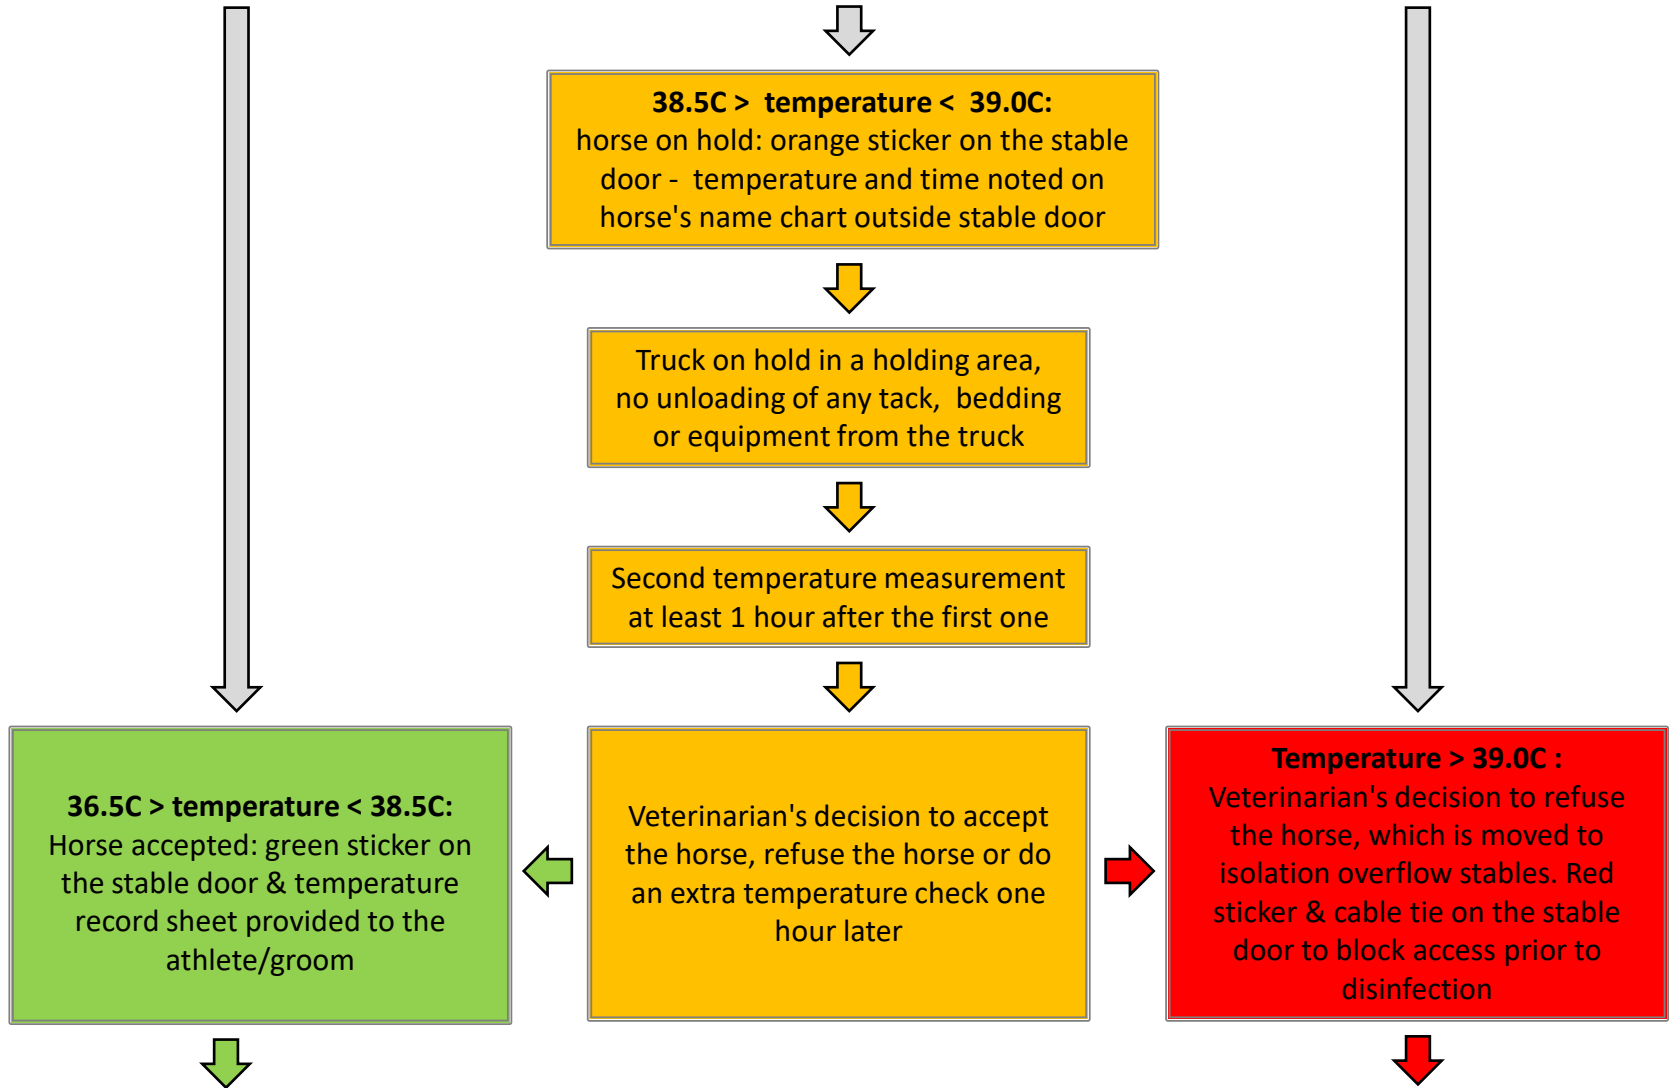 38.5C > temperature < 39.0C:
horse on hold: orange sticker on the stable
door - temperature and time noted on
horse's name chart outside stable door
Truck on hold in a holding area,
no unloading of any tack, bedding
or equipment from the truck
Second temperature measurement
at least 1 hour after the first one
36.5C > temperature < 38.5C:
Horse accepted: green sticker on
the stable door & temperature
record sheet provided to the
athlete/groom
Veterinarian's decision to accept
the horse, refuse the horse or do
an extra temperature check one
hour later
Temperature > 39.0C :
Veterinarian's decision to refuse
the horse, which is moved to
isolation overflow stables. Red
sticker & cable tie on the stable
door to block access prior to
disinfection